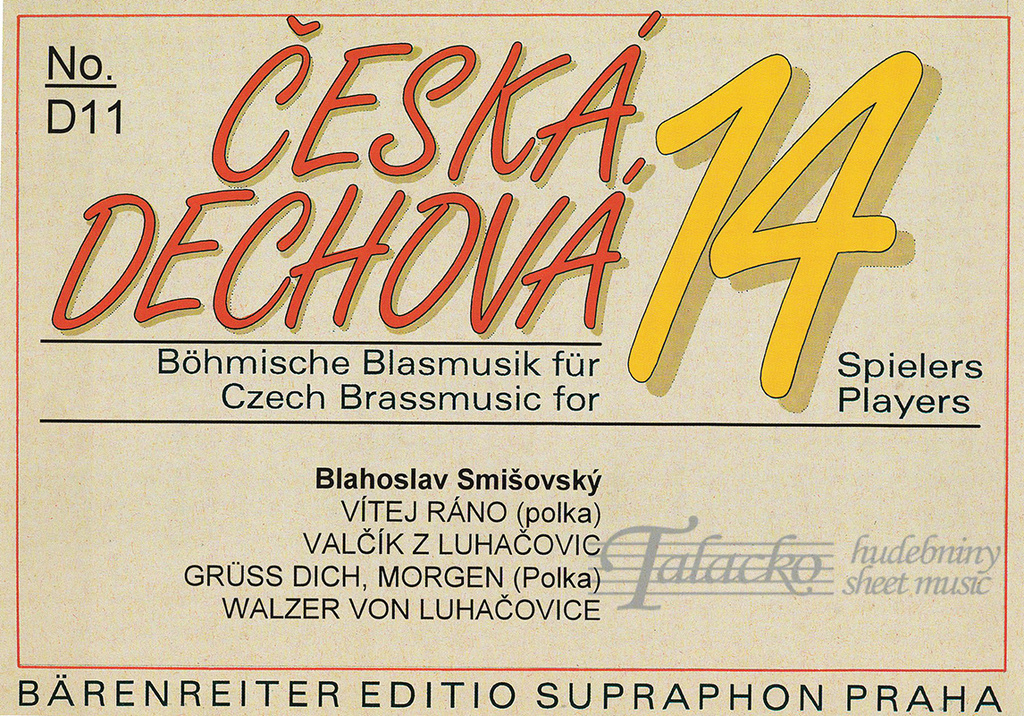 No.
D11
ČESKÁ
DECHOVÁ
14
Böhmische Blasmusik für
Czech Brassmusic for
Spielers
Players
Blahoslav Smišovský
VÍTEJ RÁNO (polka)
VALČÍK Z LUHAČOVIC
GRÜSS DICH, MORGEN (Polka)
WALZER VON LUHAČOVICE
Talacko hudebniny
sheet music
BÄRENREITER EDITIO SUPRAPHON PRAHA